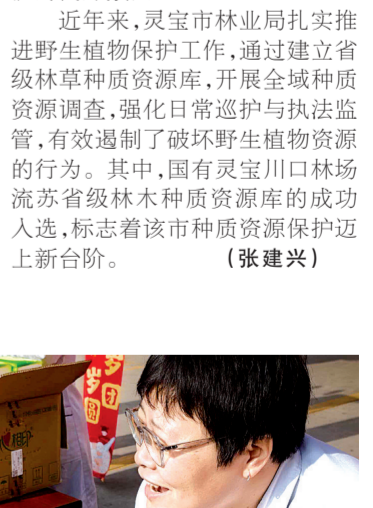 近年来,灵宝市林业局扎实推
进野生植物保护工作,通过建立省
级林草种质资源库,开展全域种质
资源调查,强化日常巡护与执法监
管,有效遏制了破坏野生植物资源
的行为。其中,国有灵宝川口林场
流苏省级林木种质资源库的成功
入选,标志着该市种质资源保护迈
上新台阶。 (张建兴)
岁团
岁圆